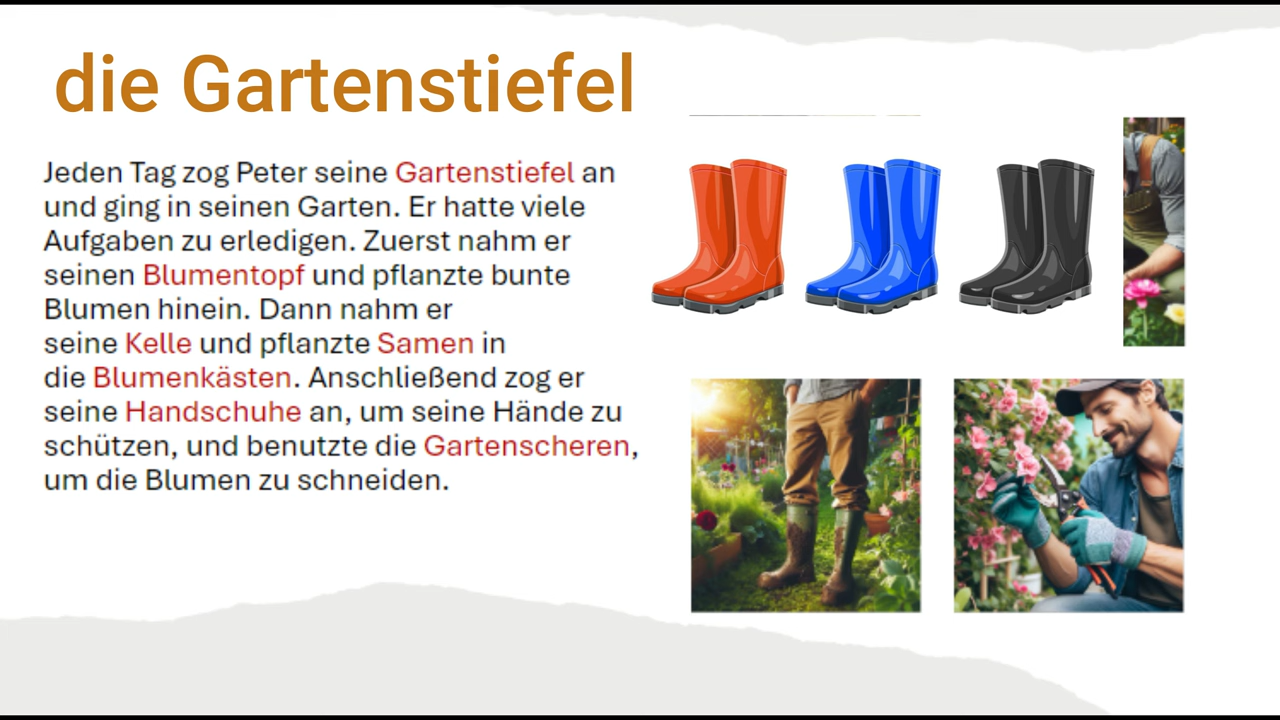 die Gartenstiefel
Jeden Tag zog Peter seine Gartenstiefel an
und ging in seinen Garten. Er hatte viele
Aufgaben zu erledigen. Zuerst nahm er
seinen Blumentopf und pflanzte bunte
Blumen hinein. Dann nahm er
seine Kelle und pflanzte Samen in
die Blumenkästen. Anschließend zog er
seine Handschuhe an, um seine Hände zu
schützen, und benutzte die Gartenscheren,
um die Blumen zu schneiden.